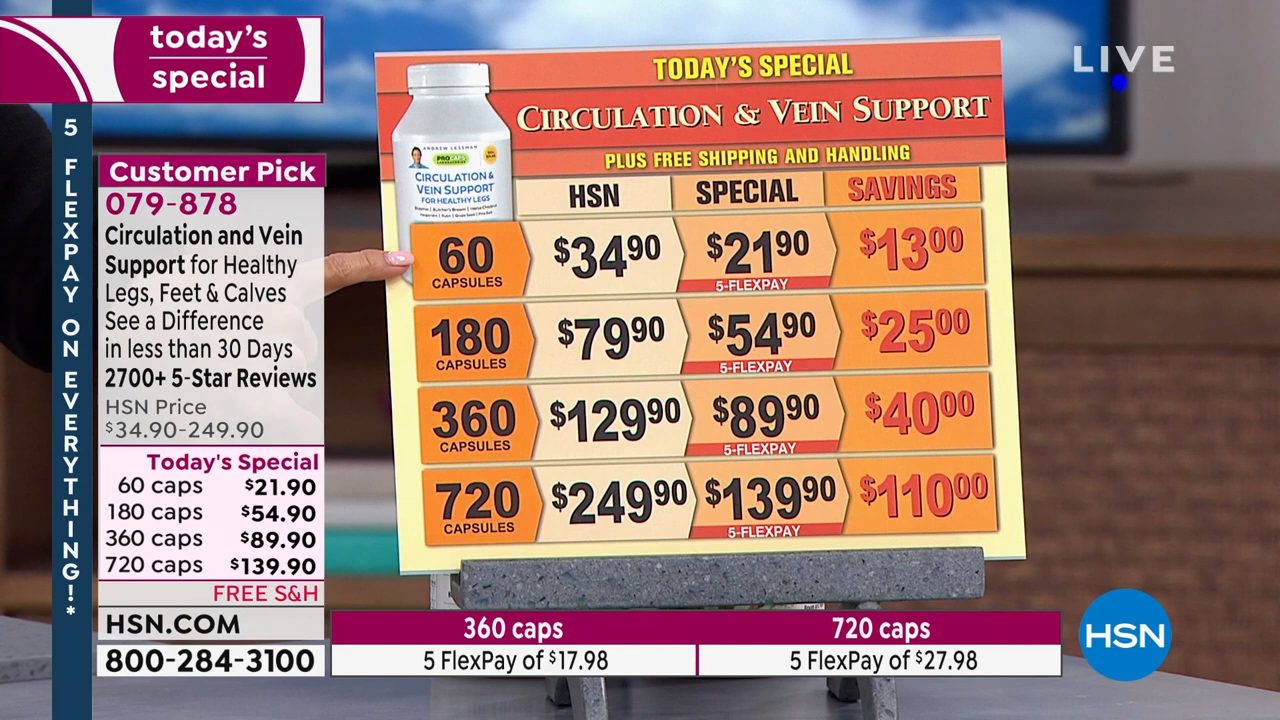 today's
special
5 FLEXPAY ON EVERYTHING!*
Customer Pick
079-878
Circulation and Vein
Support for Healthy
Legs, Feet & Calves
See a Difference
in less than 30 Days
2700+ 5-Star Reviews
HSN Price
$34.90-249.90
Today's Special
60 caps $21.90
180 caps $54.90
360 caps $89.90
720 caps $139.90
FREE S&H
HSN.COM
800-284-3100
LIVE
TODAY'S SPECIAL
CIRCULATION & VEIN SUPPORT
PLUS FREE SHIPPING AND HANDLING
ANDREW LESSMAN
PROCAPS
LABORATORIES
CIRCULATION &
VEIN SUPPORT
FOR HEALTHY LEGS
HSN SPECIAL SAVINGS
60 CAPSULES $34.90 $21.90 5-FLEXPAY $13.00
180 CAPSULES $79.90 $54.90 5-FLEXPAY $25.00
360 CAPSULES $129.90 $89.90 5-FLEXPAY $40.00
720 CAPSULES $249.90 $139.90 5-FLEXPAY $110.00
360 caps 720 caps
5 FlexPay of $17.98 5 FlexPay of $27.98
HSN